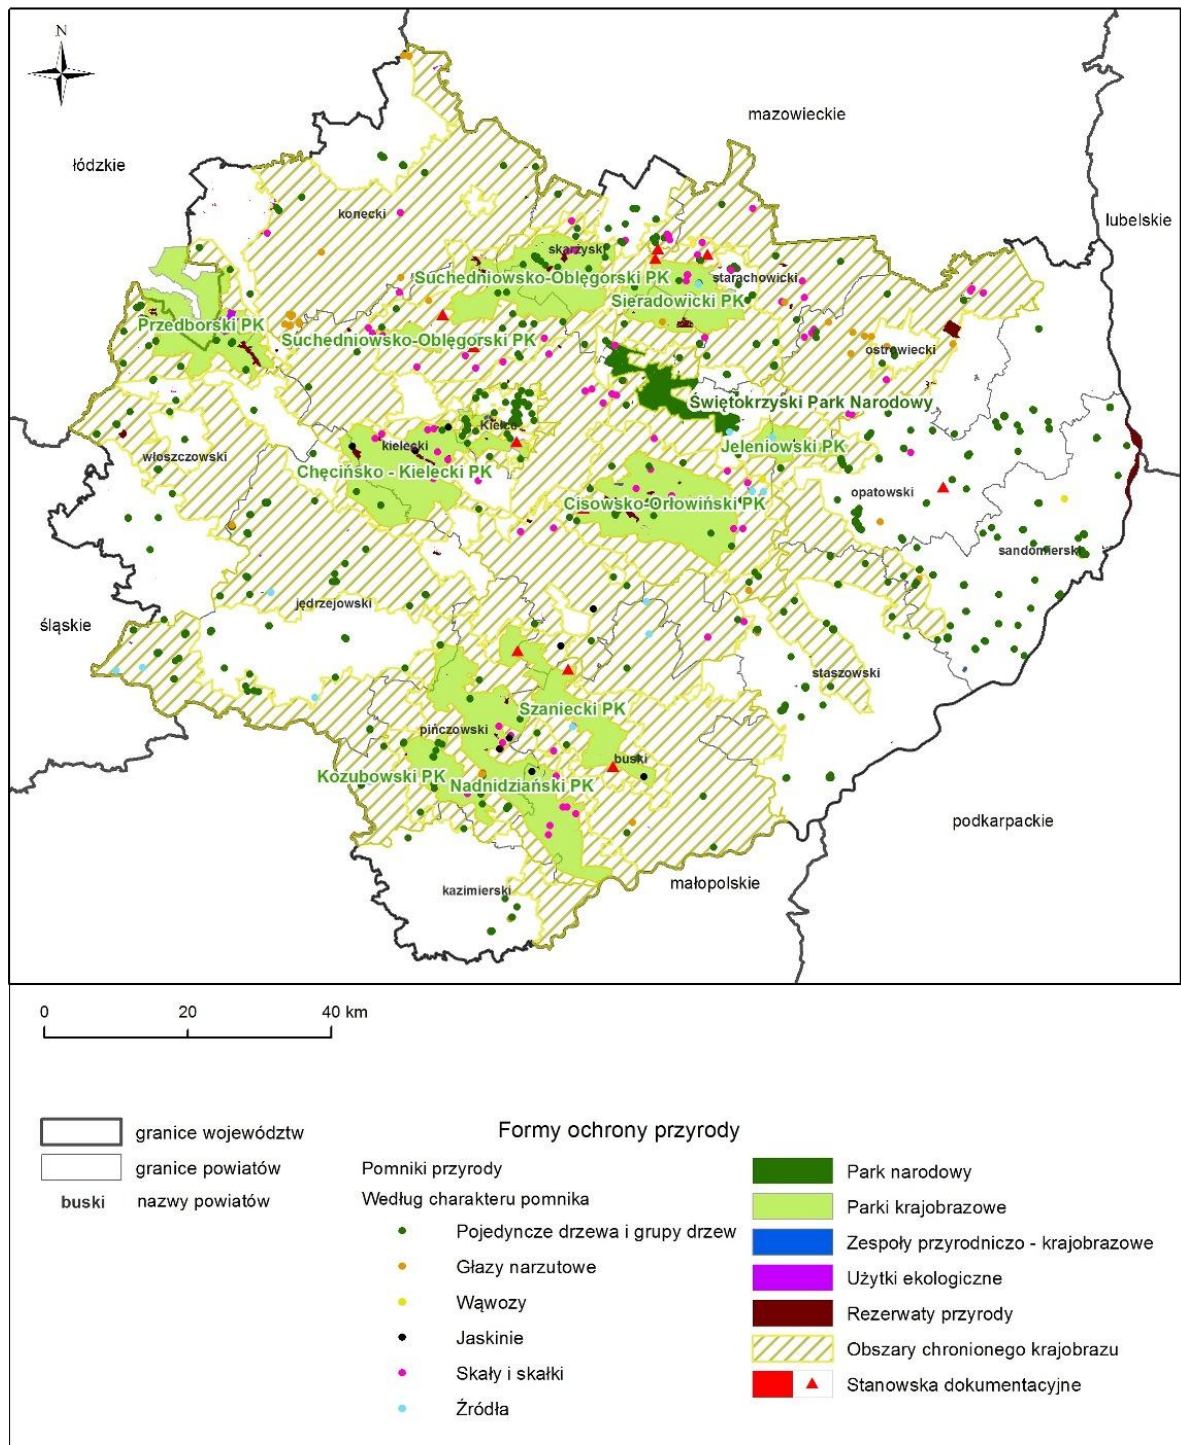 N
mazowieckie
łódzkie
lubelskie
konecki
skarżyski
Suchedniowsko-Oblęgorski PK
starachowicki
Sieradowicki PK
Przedborski PK
Suchedniowsko-Oblęgorski PK
ostrowiecki
Świętokrzyski Park Narodowy
Kielce
kielecki
Jeleniowski PK
włoszczowski
Chęcińsko - Kielecki PK
opatowski
Cisowsko-Orłowiński PK
sandomierski
jędrzejowski
śląskie
staszowski
Szaniecki PK
pińczowski
buski
Kozubowski PK
Nadnidziański PK
podkarpackie
małopolskie
kazimierski
0 20 40 km
granice województw
granice powiatów
buski nazwy powiatów
Formy ochrony przyrody
Pomniki przyrody
Według charakteru pomnika
Pojedyncze drzewa i grupy drzew
Głazy narzutowe
Wąwozy
Jaskinie
Skały i skałki
Źródła
Park narodowy
Parki krajobrazowe
Zespoły przyrodniczo - krajobrazowe
Użytki ekologiczne
Rezerwaty przyrody
Obszary chronionego krajobrazu
Stanowska dokumentacyjne